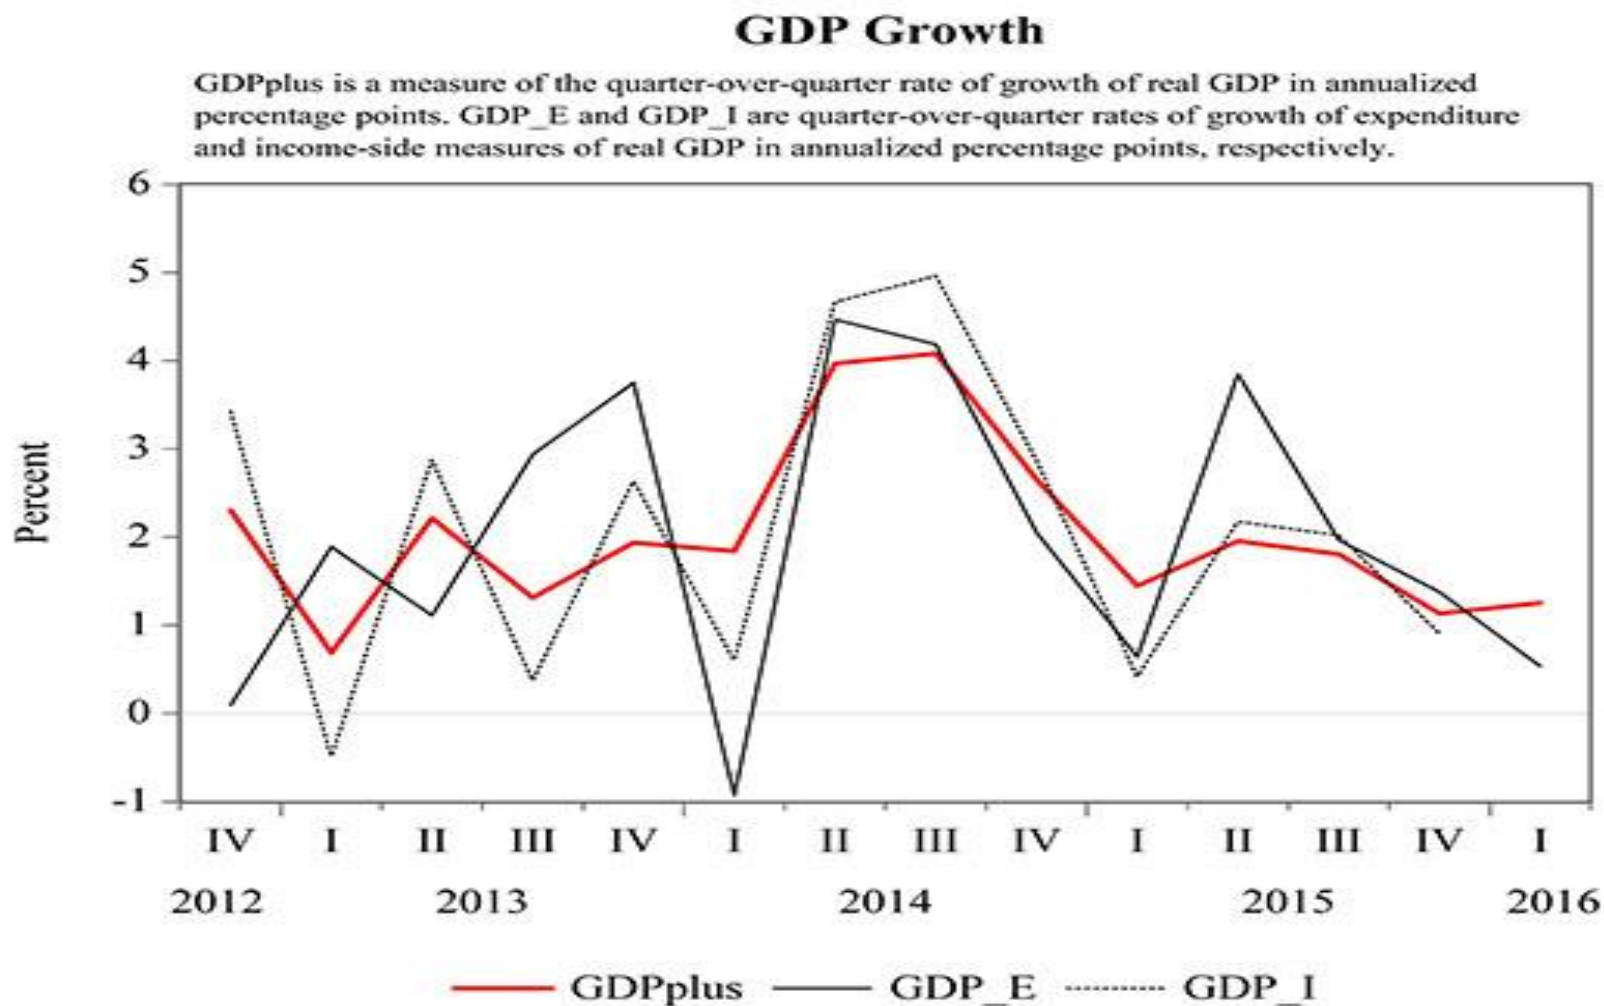 GDP Growth
GDPplus is a measure of the quarter-over-quarter rate of growth of real GDP in annualized
percentage points. GDP_E and GDP_I are quarter-over-quarter rates of growth of expenditure
and income-side measures of real GDP in annualized percentage points, respectively.
6
5
4
3
2
1
0
-1
Percent
IV I II III IV I II III IV I II III IV I
2012 2013 2014 2015 2016
GDPplus GDP_E GDP_I